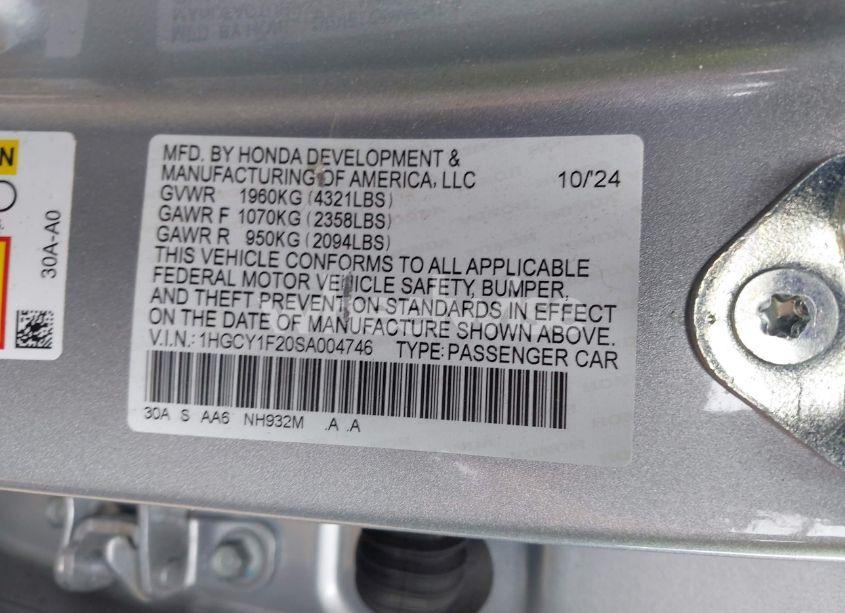 MFD. BY HONDA DEVELOPMENT &
MANUFACTURING OF AMERICA, LLC 10/'24
GVWR 1960KG (4321LBS)
GAWR F 1070KG (2358LBS)
GAWR R 950KG (2094LBS)
THIS VEHICLE CONFORMS TO ALL APPLICABLE
FEDERAL MOTOR VEHICLE SAFETY, BUMPER,
AND THEFT PREVENTION STANDARDS IN EFFECT
ON THE DATE OF MANUFACTURE SHOWN ABOVE.
V.I.N.: 1HGCY1F20SA004746 TYPE: PASSENGER CAR
30A S AA6 NH932M .A .A
30A-A0